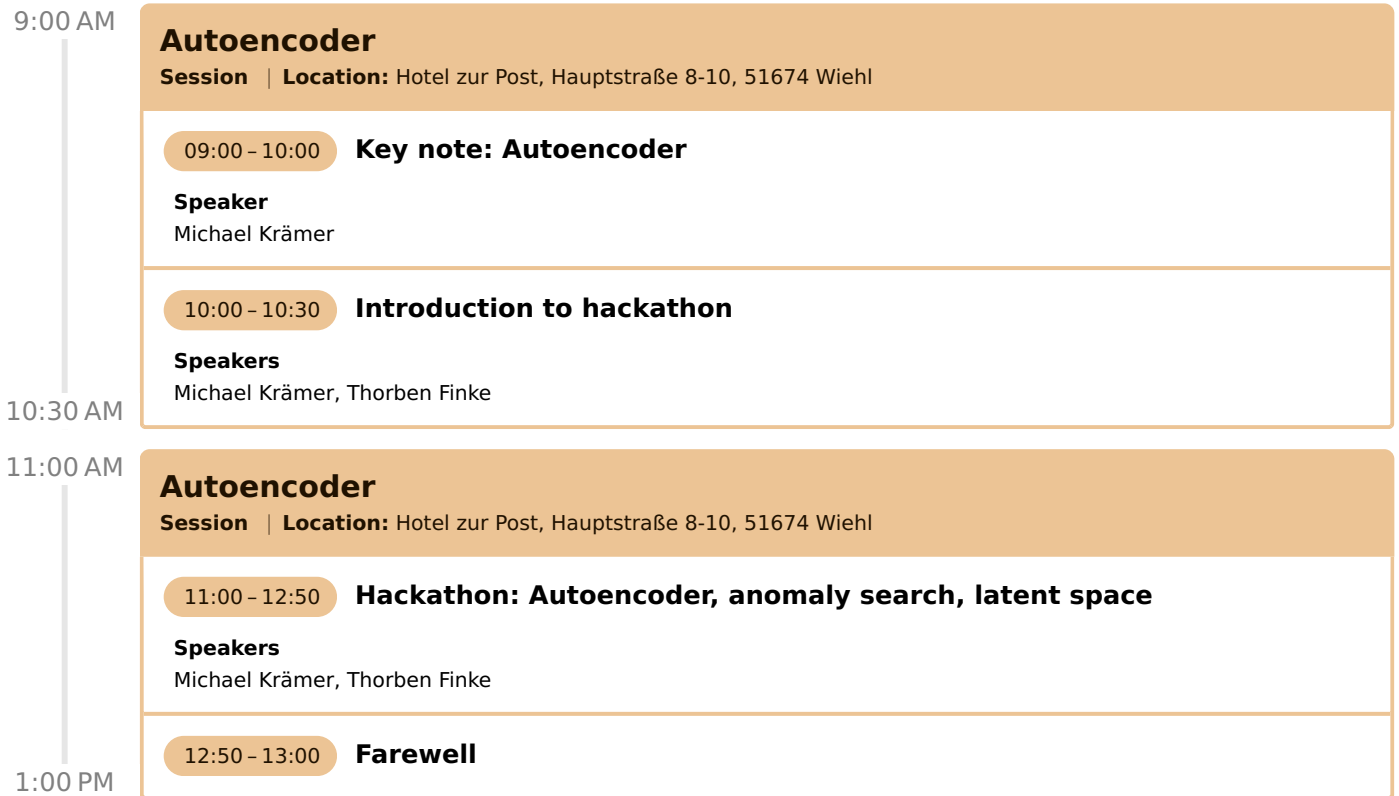 9:00 AM
Autoencoder
Session | Location: Hotel zur Post, Hauptstraße 8-10, 51674 Wiehl
09:00 – 10:00 Key note: Autoencoder
Speaker
Michael Krämer
10:00 – 10:30 Introduction to hackathon
Speakers
Michael Krämer, Thorben Finke
10:30 AM
11:00 AM
Autoencoder
Session | Location: Hotel zur Post, Hauptstraße 8-10, 51674 Wiehl
11:00 – 12:50 Hackathon: Autoencoder, anomaly search, latent space
Speakers
Michael Krämer, Thorben Finke
12:50 – 13:00 Farewell
1:00 PM